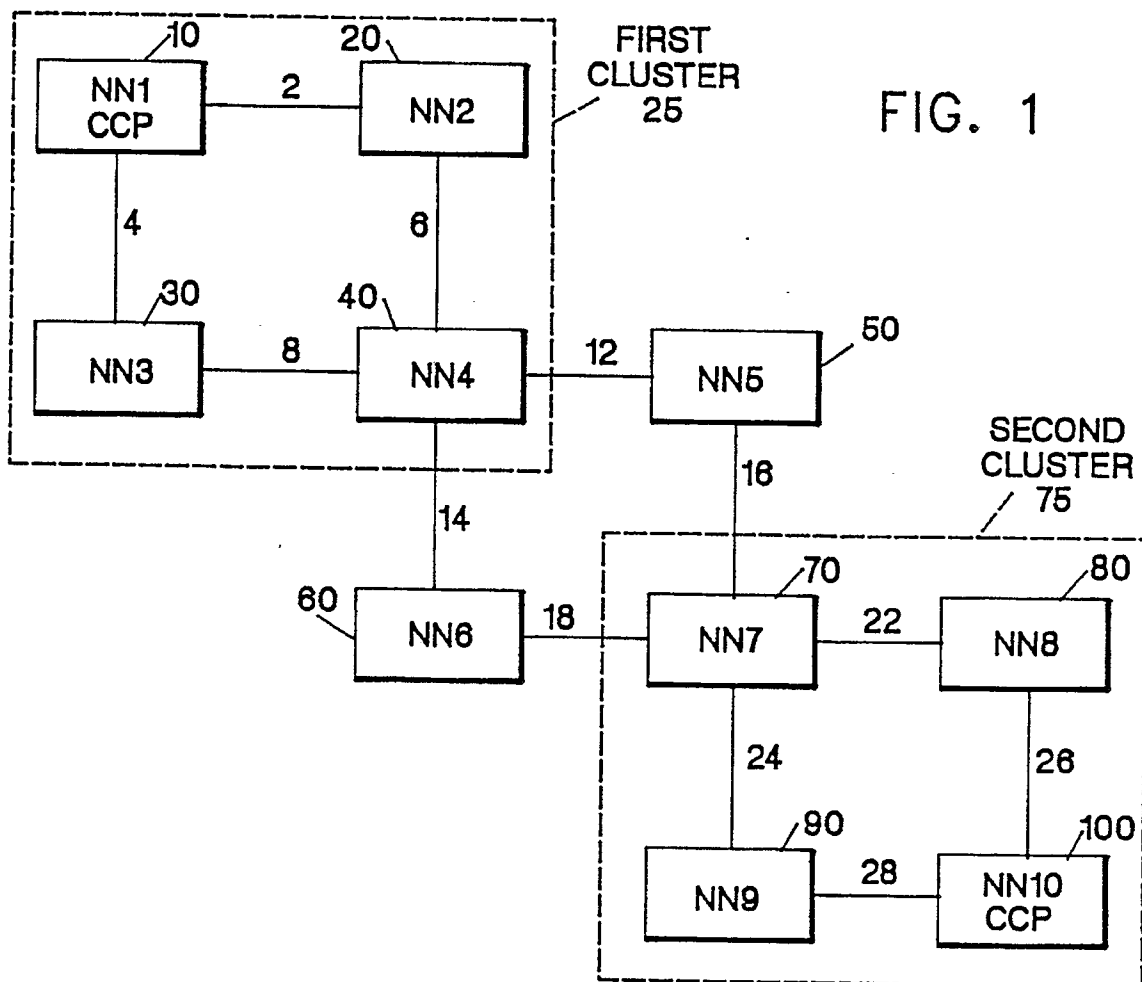 10
20
FIRST
CLUSTER
25
FIG. 1
NN1
CCP
2
NN2
4
6
30
40
50
NN3
8
NN4
12
NN5
SECOND
CLUSTER
75
16
14
70
80
60
NN6
18
NN7
22
NN8
24
26
90
100
NN9
28
NN10
CCP